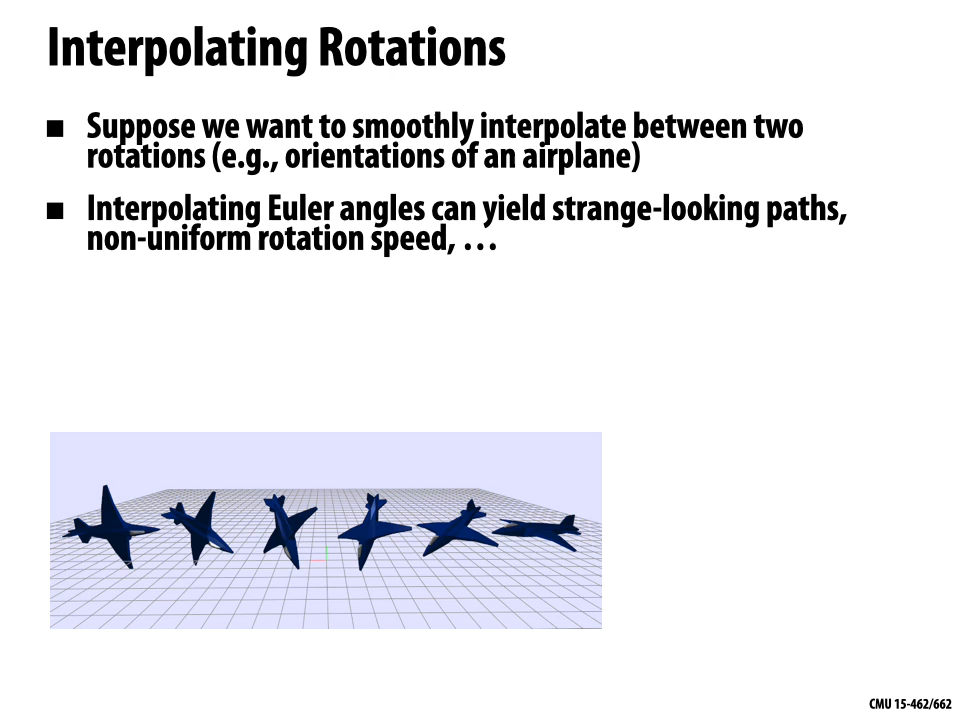 Interpolating Rotations
■ Suppose we want to smoothly interpolate between two
rotations (e.g., orientations of an airplane)
■ Interpolating Euler angles can yield strange-looking paths,
non-uniform rotation speed, …
CMU 15-462/662